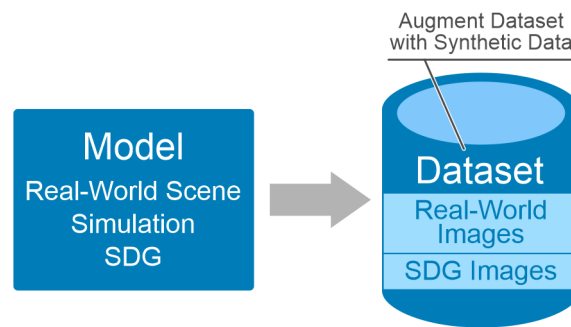 Augment Dataset
with Synthetic Data
Model
Real-World Scene
Simulation
SDG
Dataset
Real-World
Images
SDG Images